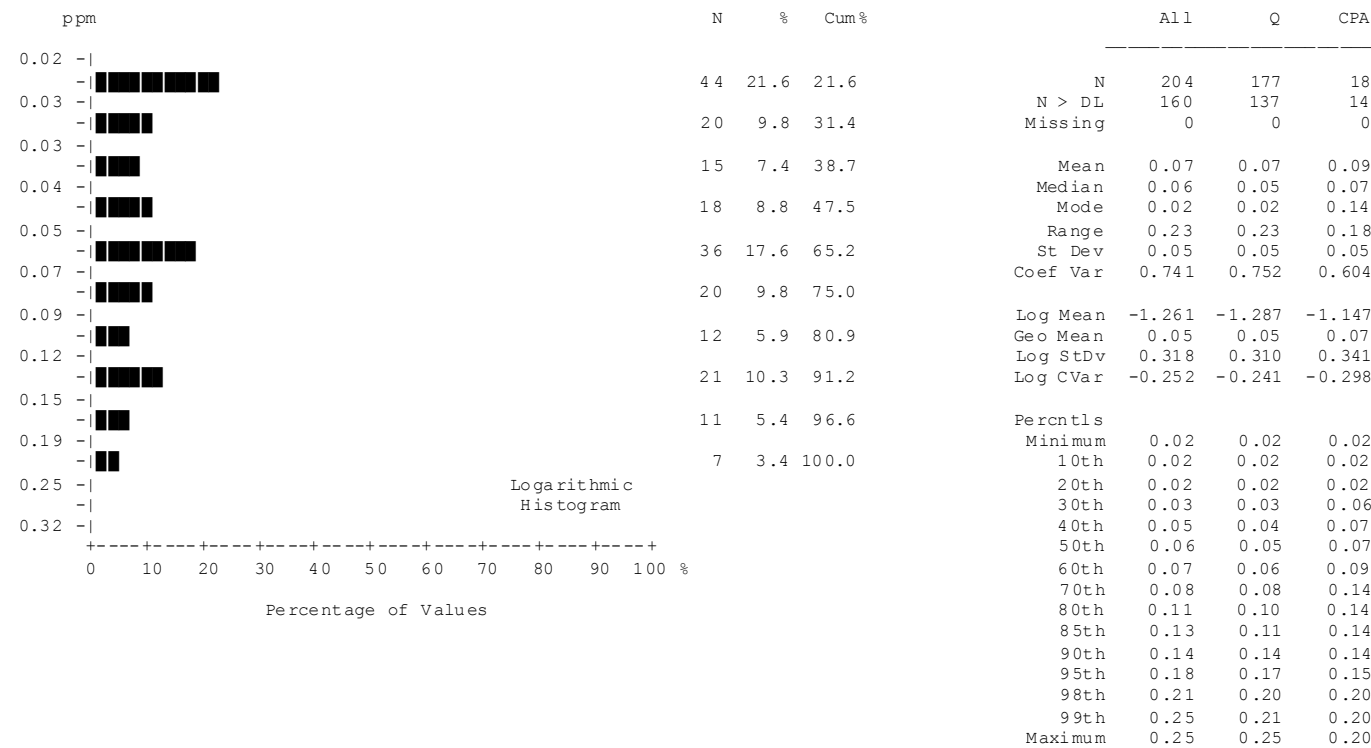 ppm N % Cum% All Q CPA
0.02 -|
-| 44 21.6 21.6 N 204 177 18
0.03 -| N > DL 160 137 14
-| 20 9.8 31.4 Missing 0 0 0
0.03 -|
-| 15 7.4 38.7 Mean 0.07 0.07 0.09
0.04 -| Median 0.06 0.05 0.07
-| 18 8.8 47.5 Mode 0.02 0.02 0.14
0.05 -| Range 0.23 0.23 0.18
-| 36 17.6 65.2 St Dev 0.05 0.05 0.05
0.07 -| Coef Var 0.741 0.752 0.604
-| 20 9.8 75.0
0.09 -| Log Mean -1.261 -1.287 -1.147
-| 12 5.9 80.9 Geo Mean 0.05 0.05 0.07
0.12 -| Log StDv 0.318 0.310 0.341
-| 21 10.3 91.2 Log CVar -0.252 -0.241 -0.298
0.15 -|
-| 11 5.4 96.6 Percntls
0.19 -| Minimum 0.02 0.02 0.02
-| 7 3.4 100.0 10th 0.02 0.02 0.02
0.25 -| Logarithmic 20th 0.02 0.02 0.02
-| Histogram 30th 0.03 0.03 0.06
0.32 -| 40th 0.05 0.04 0.07
+----+----+----+----+----+----+----+----+----+----+ 50th 0.06 0.05 0.07
0 10 20 30 40 50 60 70 80 90 100 % 60th 0.07 0.06 0.09
70th 0.08 0.08 0.14
Percentage of Values 80th 0.11 0.10 0.14
85th 0.13 0.11 0.14
90th 0.14 0.14 0.14
95th 0.18 0.17 0.15
98th 0.21 0.20 0.20
99th 0.25 0.21 0.20
Maximum 0.25 0.25 0.20